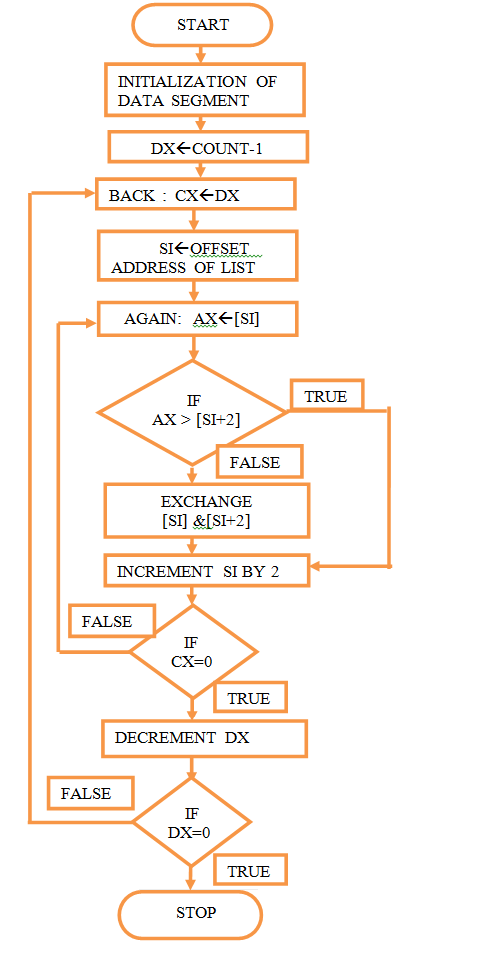 START
INITIALIZATION OF
DATA SEGMENT
DX←COUNT-1
BACK : CX←DX
SI←OFFSET
ADDRESS OF LIST
AGAIN: AX←[SI]
IF
AX > [SI+2]
TRUE
FALSE
EXCHANGE
[SI] &[SI+2]
INCREMENT SI BY 2
FALSE
IF
CX=0
TRUE
DECREMENT DX
FALSE
IF
DX=0
TRUE
STOP